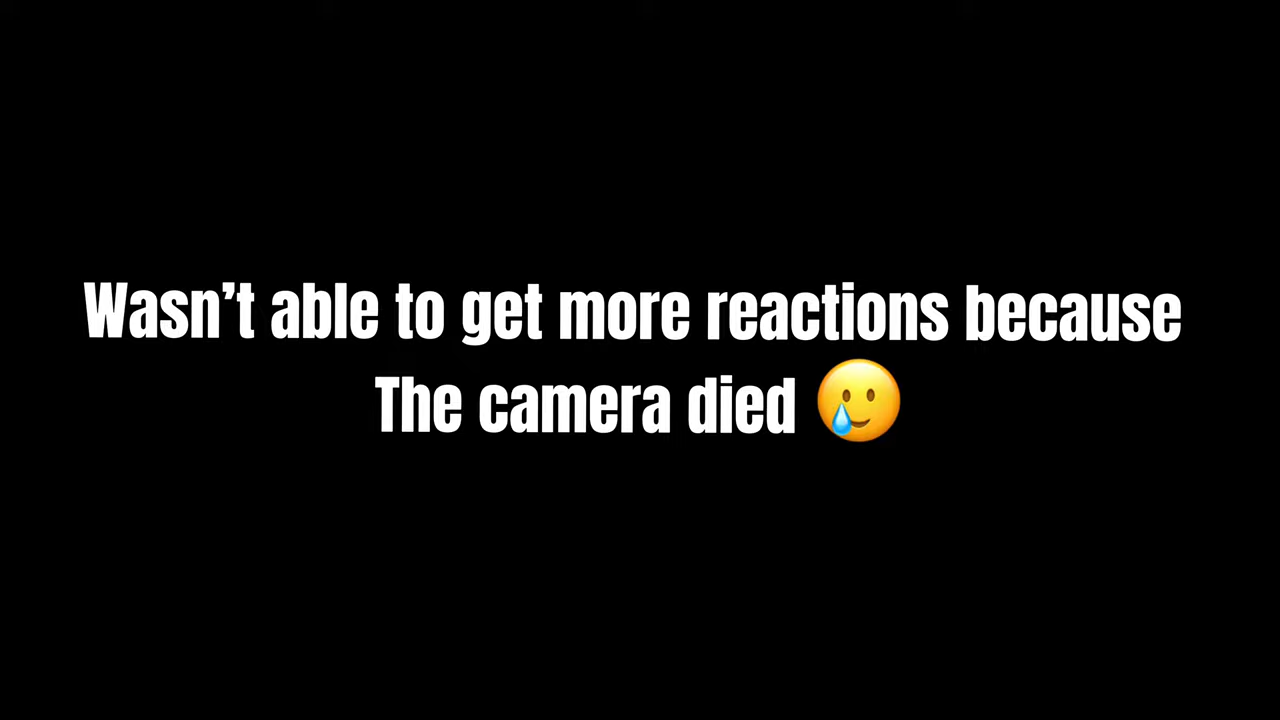 Wasn’t able to get more reactions because
The camera died 🥲